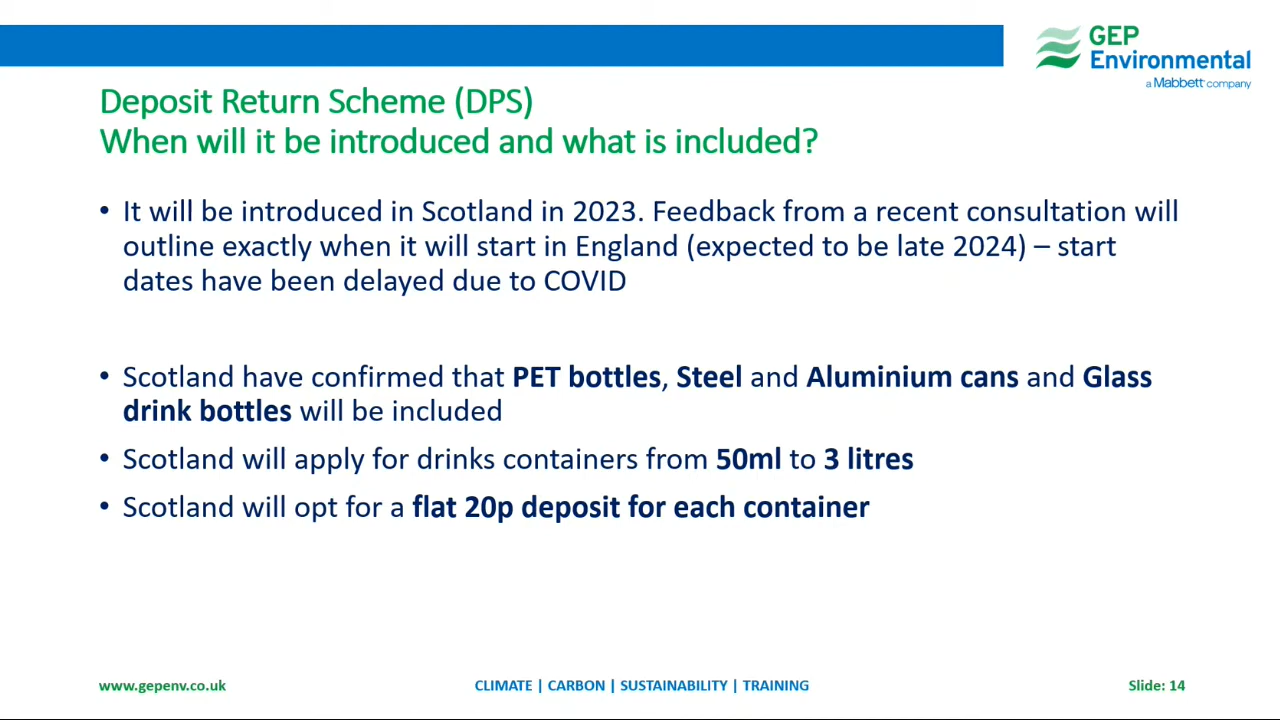 GEP
Environmental
a Mabbett company
Deposit Return Scheme (DPS)
When will it be introduced and what is included?
• It will be introduced in Scotland in 2023. Feedback from a recent consultation will
outline exactly when it will start in England (expected to be late 2024) – start
dates have been delayed due to COVID
• Scotland have confirmed that PET bottles, Steel and Aluminium cans and Glass
drink bottles will be included
• Scotland will apply for drinks containers from 50ml to 3 litres
• Scotland will opt for a flat 20p deposit for each container
www.gepenv.co.uk CLIMATE | CARBON | SUSTAINABILITY | TRAINING Slide: 14